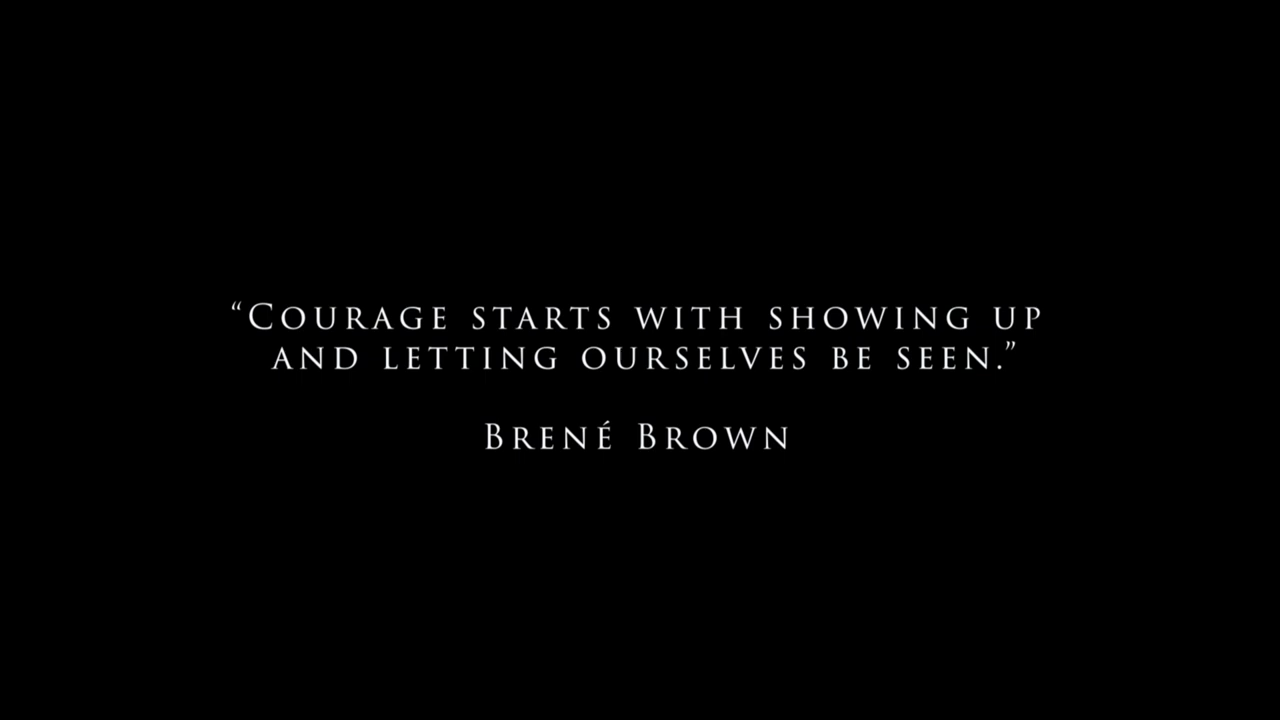 “Courage starts with showing up
and letting ourselves be seen.”
Brené Brown